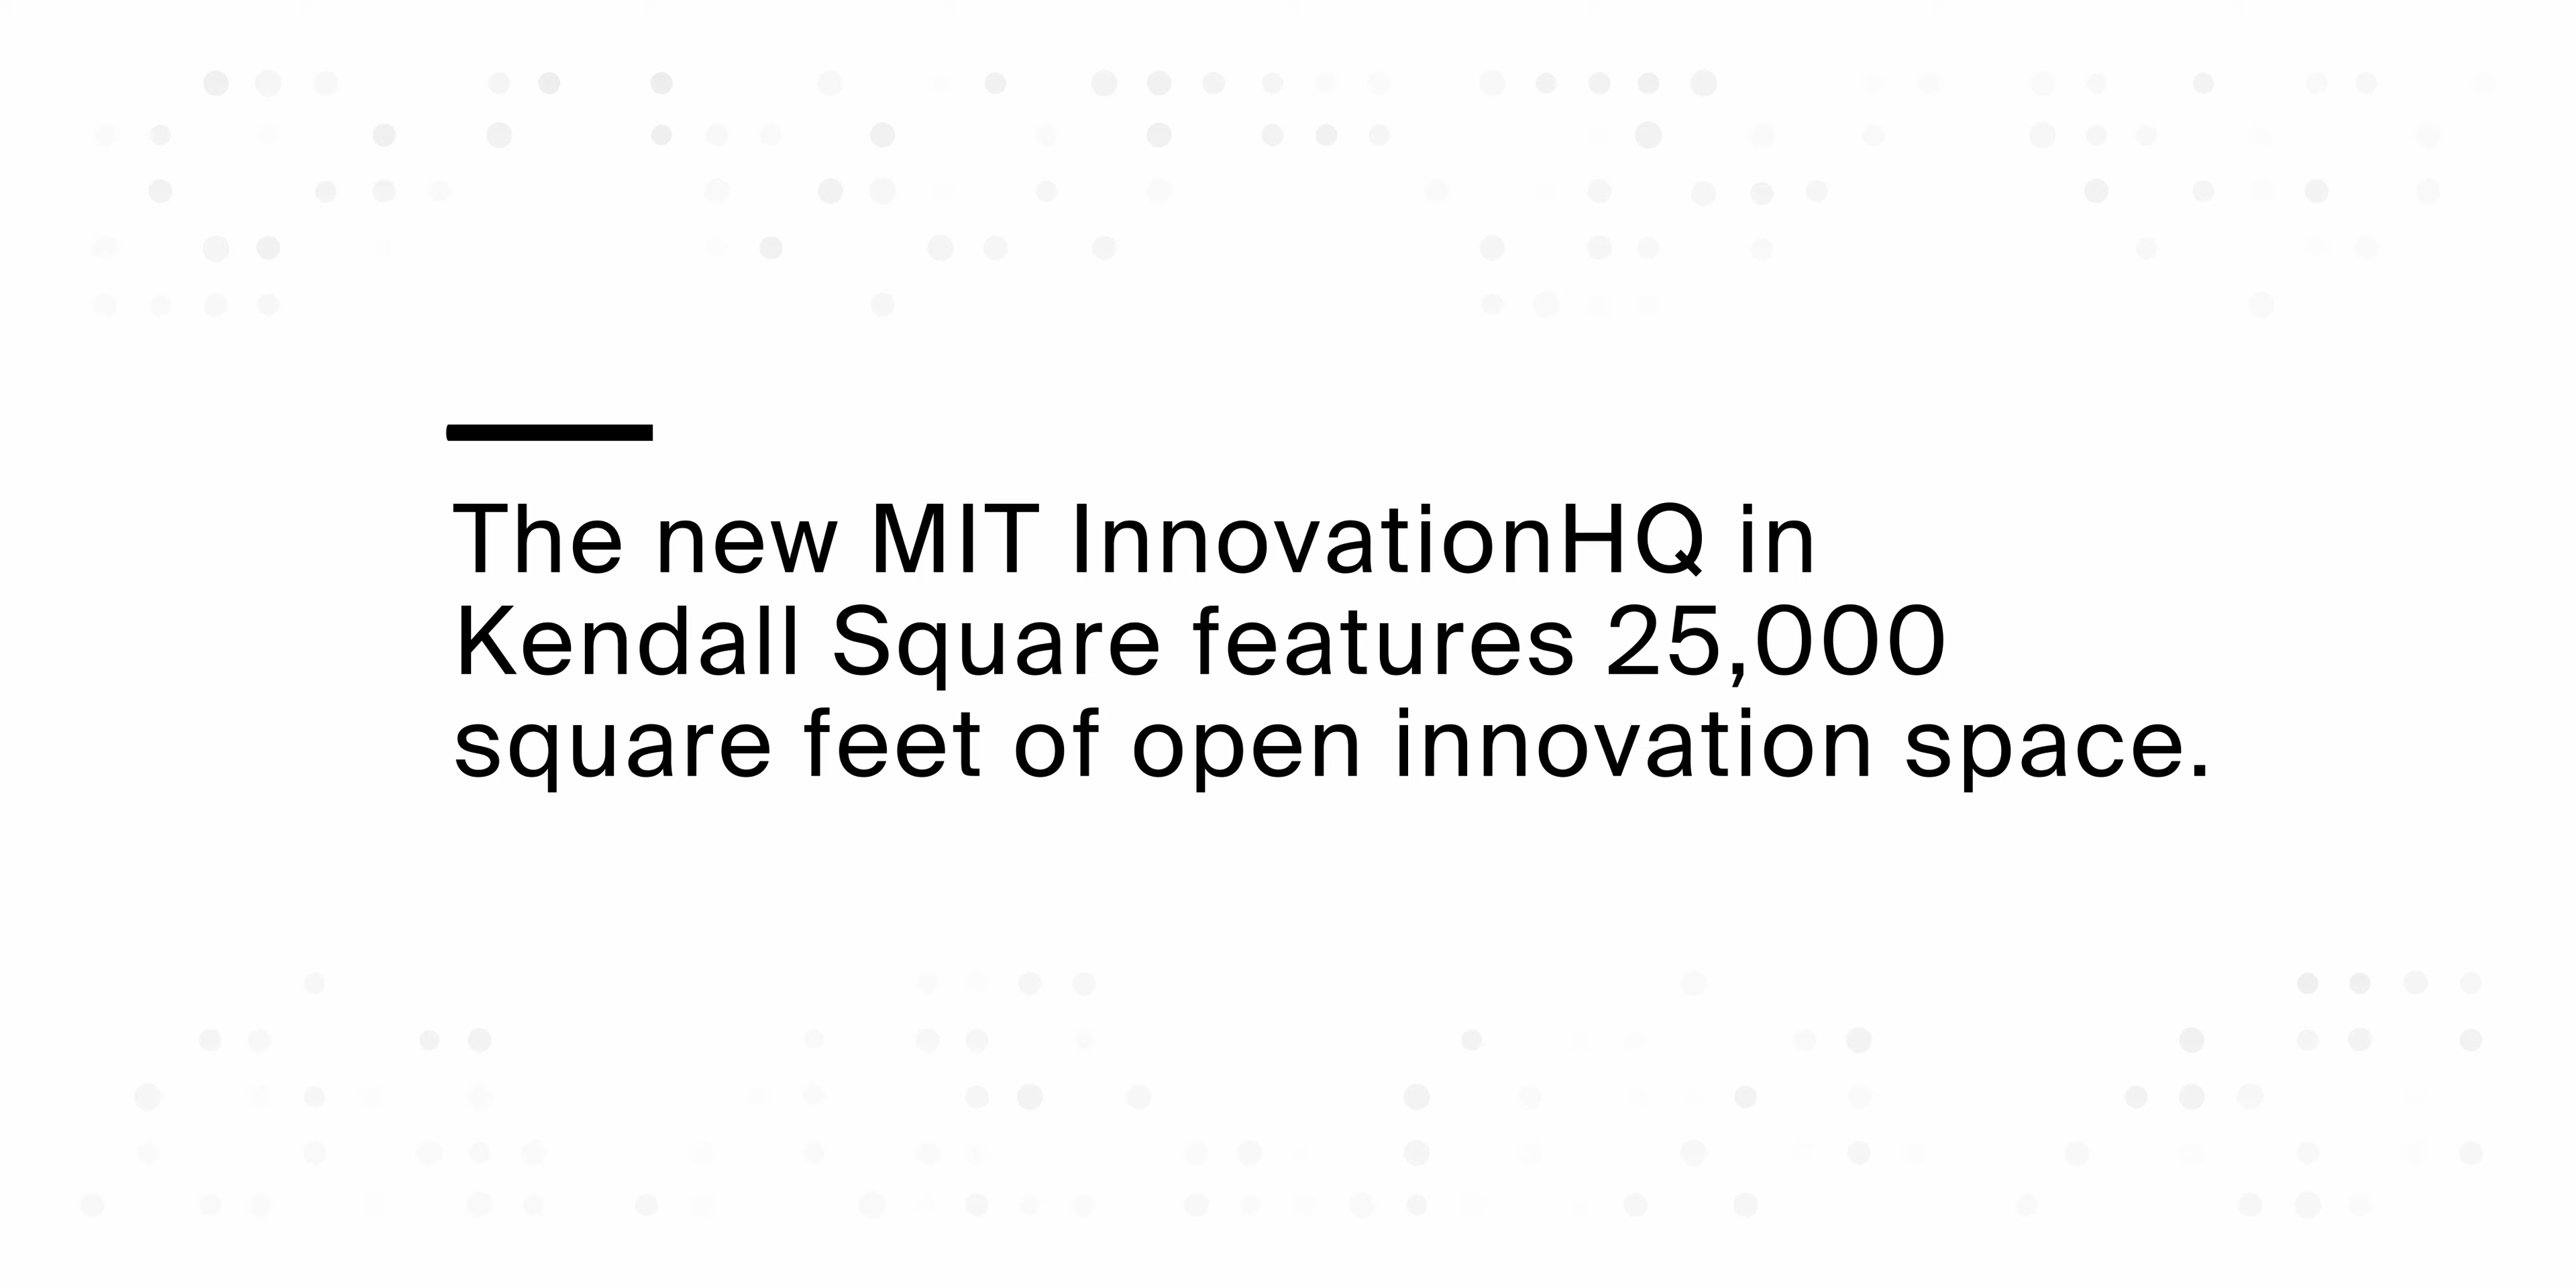 The new MIT InnovationHQ in
Kendall Square features 25,000
square feet of open innovation space.